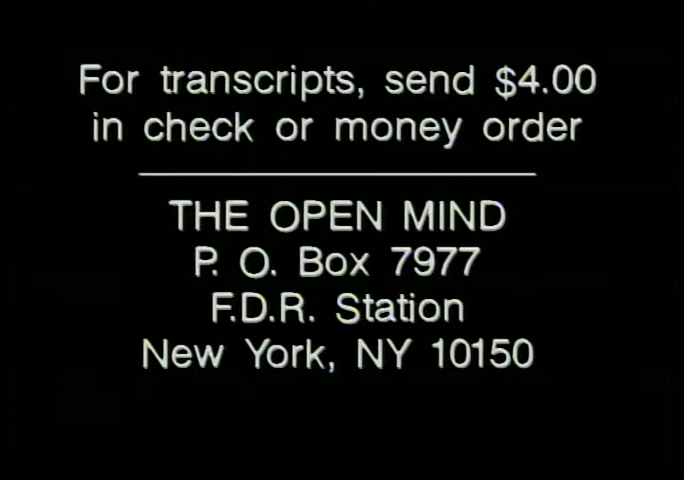 For transcripts, send $4.00
in check or money order
THE OPEN MIND
P. O. Box 7977
F.D.R. Station
New York, NY 10150